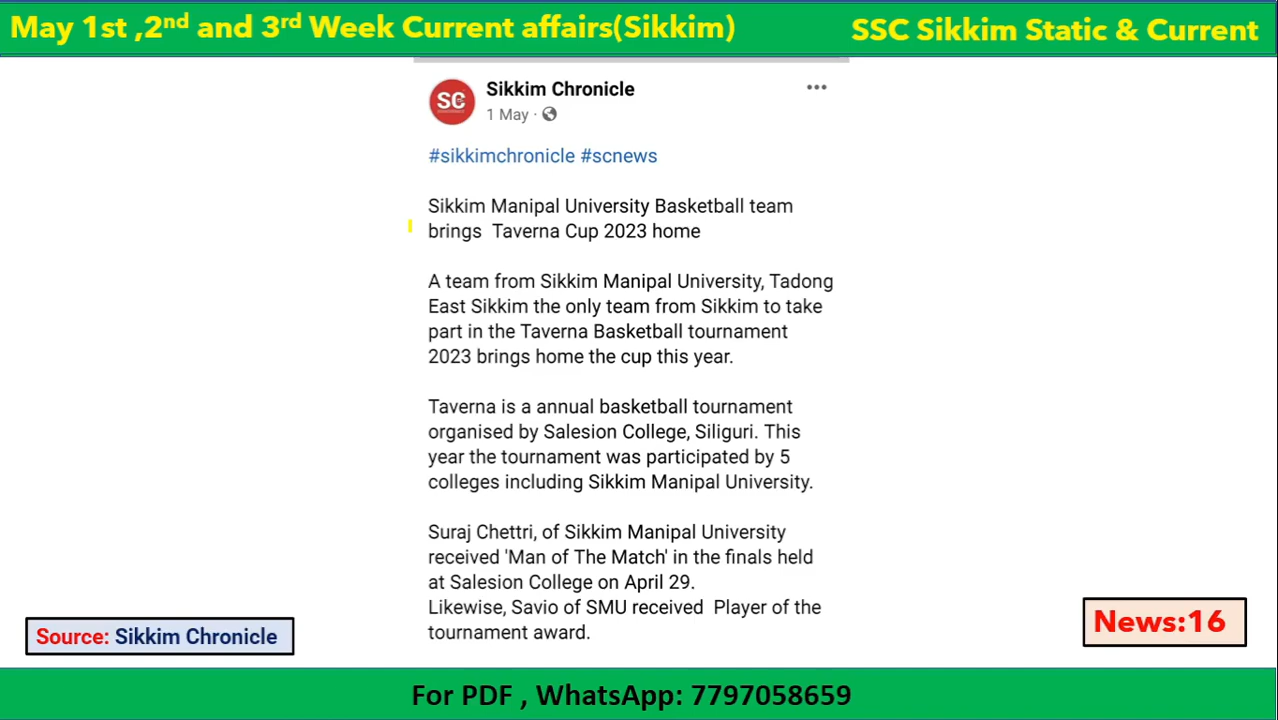 May 1st ,2nd and 3rd Week Current affairs(Sikkim)
SSC Sikkim Static & Current
SC
Sikkim Chronicle
1 May ·
#sikkimchronicle #scnews
Sikkim Manipal University Basketball team
brings Taverna Cup 2023 home
A team from Sikkim Manipal University, Tadong
East Sikkim the only team from Sikkim to take
part in the Taverna Basketball tournament
2023 brings home the cup this year.
Taverna is a annual basketball tournament
organised by Salesion College, Siliguri. This
year the tournament was participated by 5
colleges including Sikkim Manipal University.
Suraj Chettri, of Sikkim Manipal University
received 'Man of The Match' in the finals held
at Salesion College on April 29.
Likewise, Savio of SMU received Player of the
tournament award.
Source: Sikkim Chronicle
News:16
For PDF , WhatsApp: 7797058659